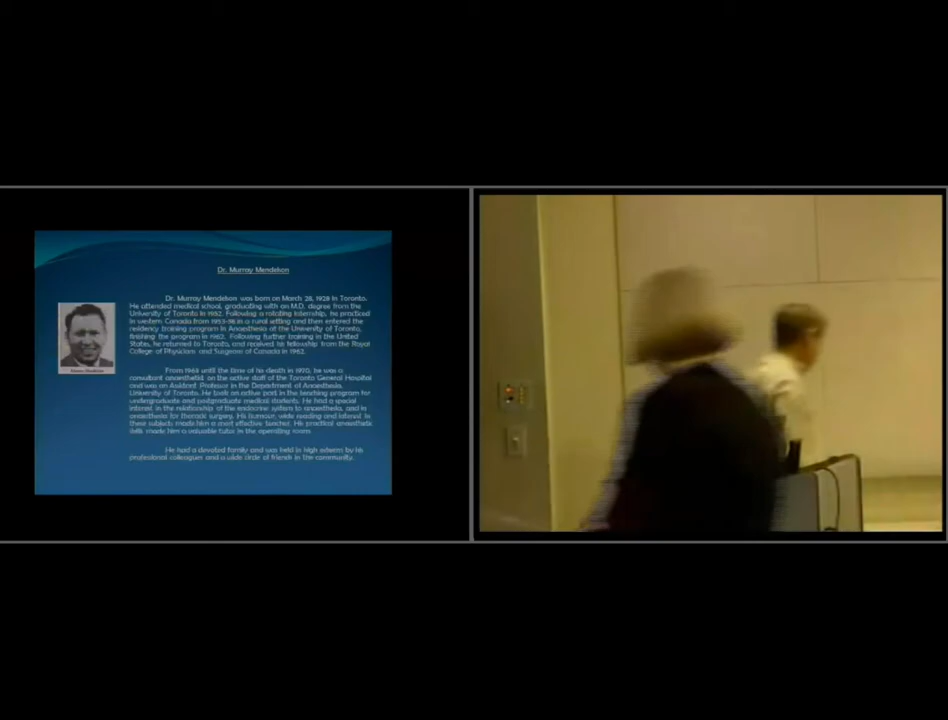 Dr. Murray Mendelson
Dr. Murray Mendelson was born on March 28, 1928 in Toronto.
He attended medical school, graduating with an M.D. degree from the
University of Toronto in 1952. Following a rotating internship, he practiced
in western Canada from 1953-58 in a rural setting and then entered the
residency training program in Anaesthesia at the University of Toronto,
finishing the program in 1962. Following further training in the United
States, he returned to Toronto, and received his fellowship from the Royal
College of Physicians and Surgeons of Canada in 1962.
From 1963 until the time of his death in 1970, he was a
consultant anaesthetist, on the active staff of the Toronto General Hospital
and was an Assistant Professor in the Department of Anaesthesia,
University of Toronto. He took an active part in the teaching program for
undergraduate and postgraduate medical students. He had a special
interest in the relationship of the endocrine system to anaesthesia, and in
anaesthesia for thoracic surgery. His humour, wide reading and interest in
these subjects made him a most effective teacher. His practical anaesthetic
skills made him a valuable tutor in the operating room.
He had a devoted family and was held in high esteem by his
professional colleagues and a wide circle of friends in the community.